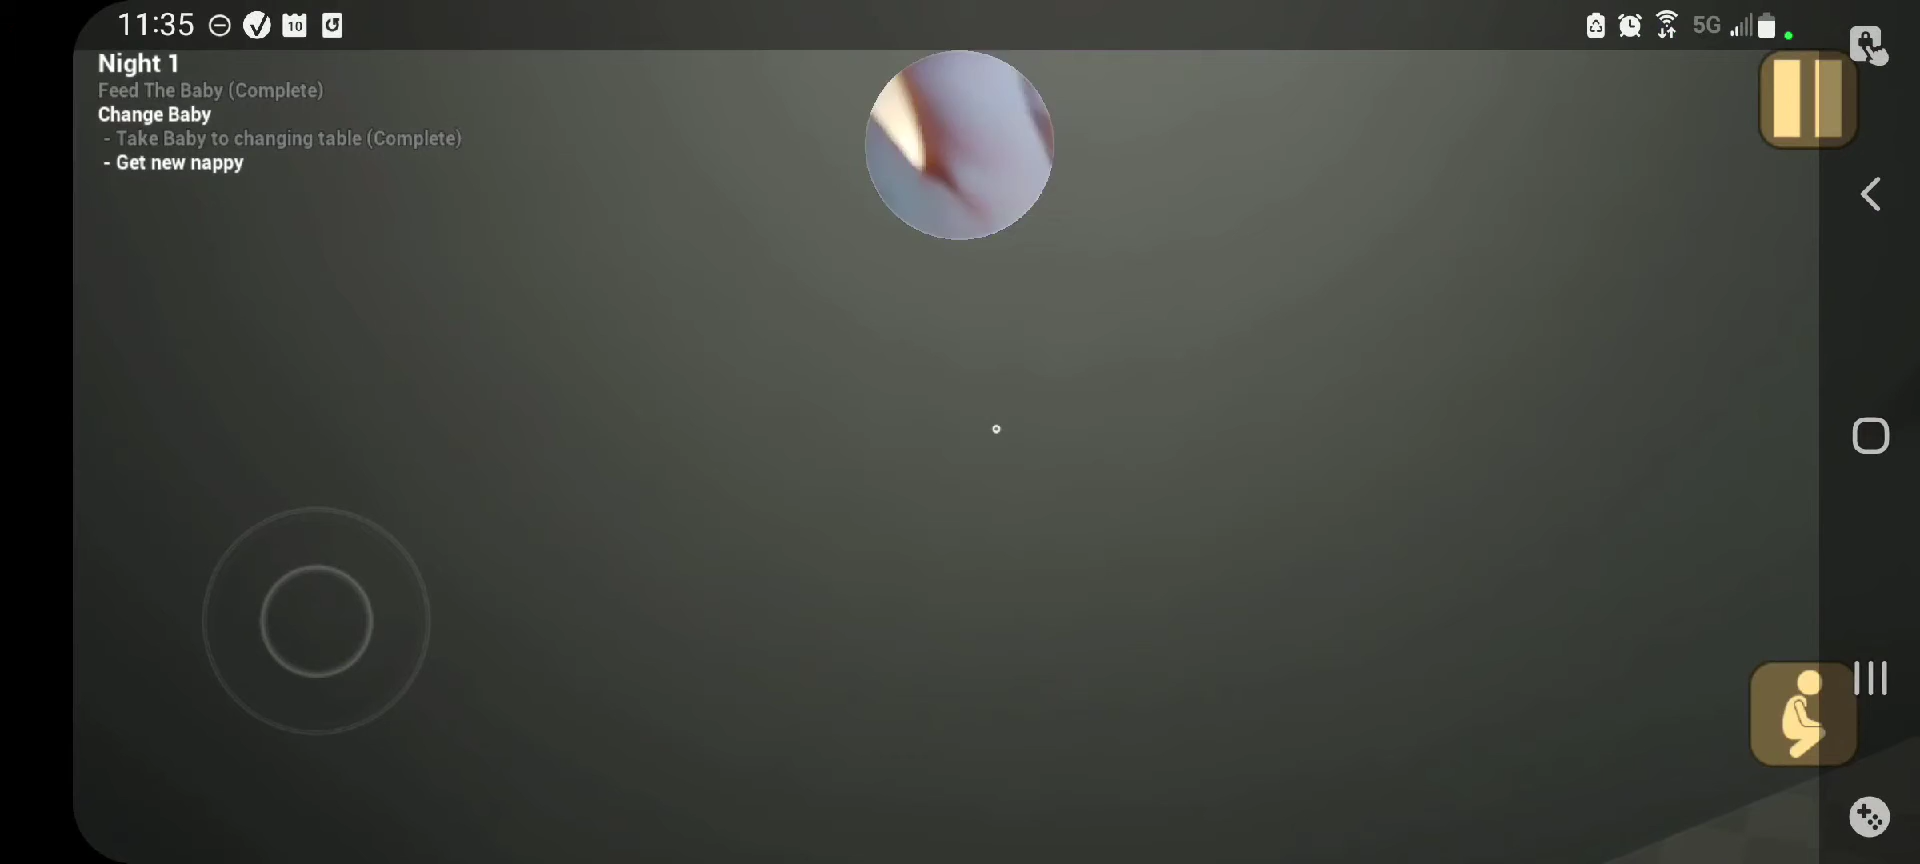 11:35
10
5G
Night 1
Feed The Baby (Complete)
Change Baby
- Take Baby to changing table (Complete)
- Get new nappy